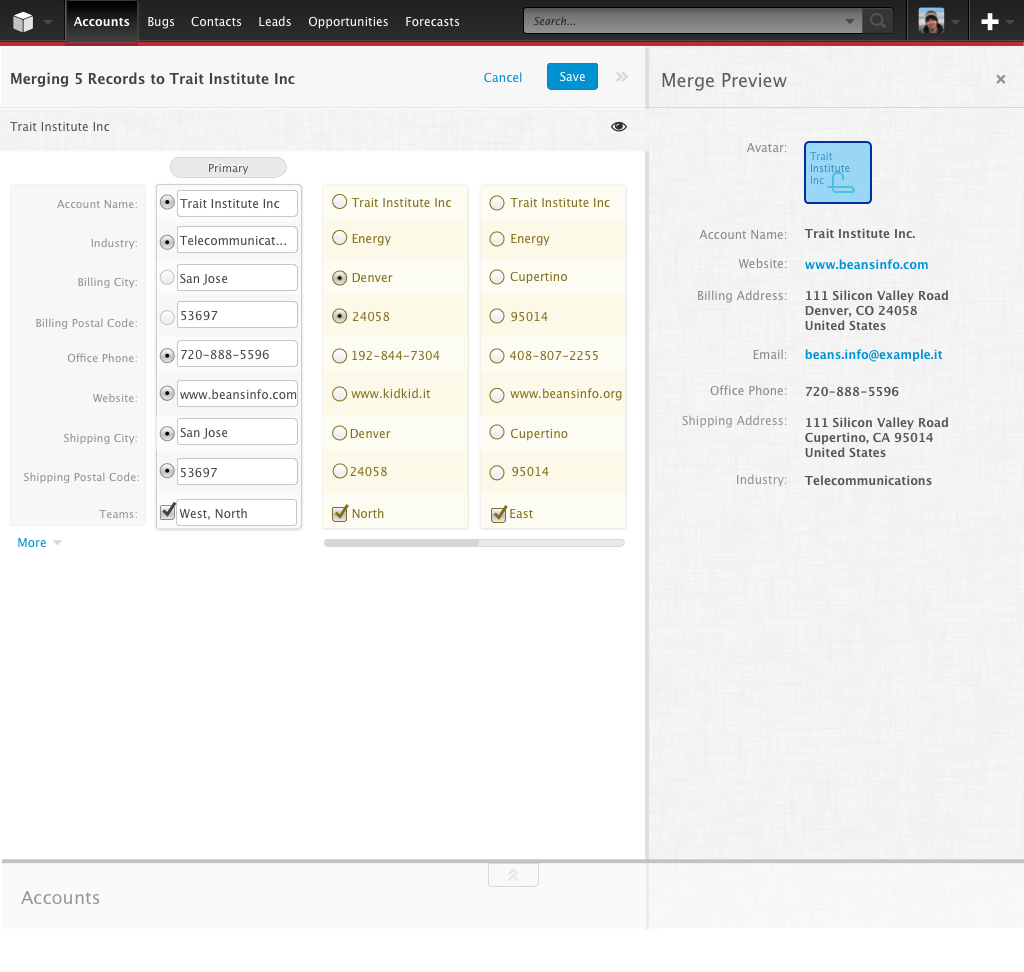 Accounts Bugs Contacts Leads Opportunities Forecasts Search...
Merging 5 Records to Trait Institute Inc Cancel Save
Trait Institute Inc
Primary
Account Name: Trait Institute Inc Trait Institute Inc Trait Institute Inc
Industry: Telecommunicat... Energy Energy
Billing City: San Jose Denver Cupertino
Billing Postal Code: 53697 24058 95014
Office Phone: 720-888-5596 192-844-7304 408-807-2255
Website: www.beansinfo.com www.kidkid.it www.beansinfo.org
Shipping City: San Jose Denver Cupertino
Shipping Postal Code: 53697 24058 95014
Teams: West, North North East
More
Merge Preview ×
Avatar:
Trait
Institute
Inc
Account Name: Trait Institute Inc.
Website: www.beansinfo.com
Billing Address: 111 Silicon Valley Road
Denver, CO 24058
United States
Email: beans.info@example.it
Office Phone: 720-888-5596
Shipping Address: 111 Silicon Valley Road
Cupertino, CA 95014
United States
Industry: Telecommunications
Accounts